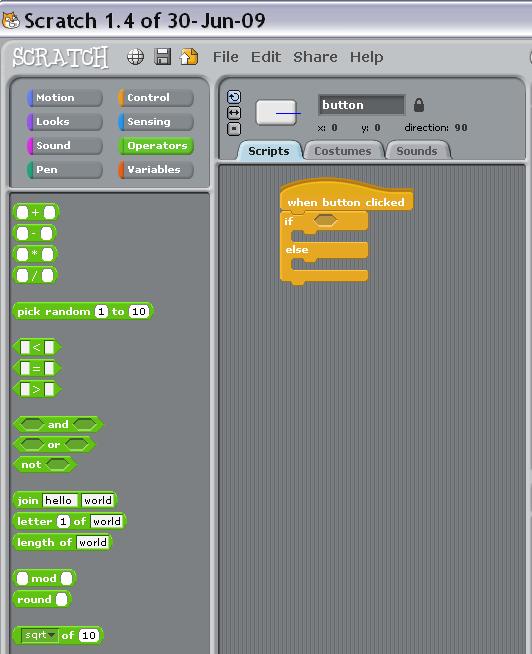 Scratch 1.4 of 30-Jun-09
SCRATCH File Edit Share Help
Motion Control
Looks Sensing
Sound Operators
Pen Variables
button
x: 0 y: 0 direction: 90
Scripts Costumes Sounds
when button clicked
if
else
+
-
*
/
pick random 1 to 10
<
=
>
and
or
not
join hello world
letter 1 of world
length of world
mod
round
sqrt of 10